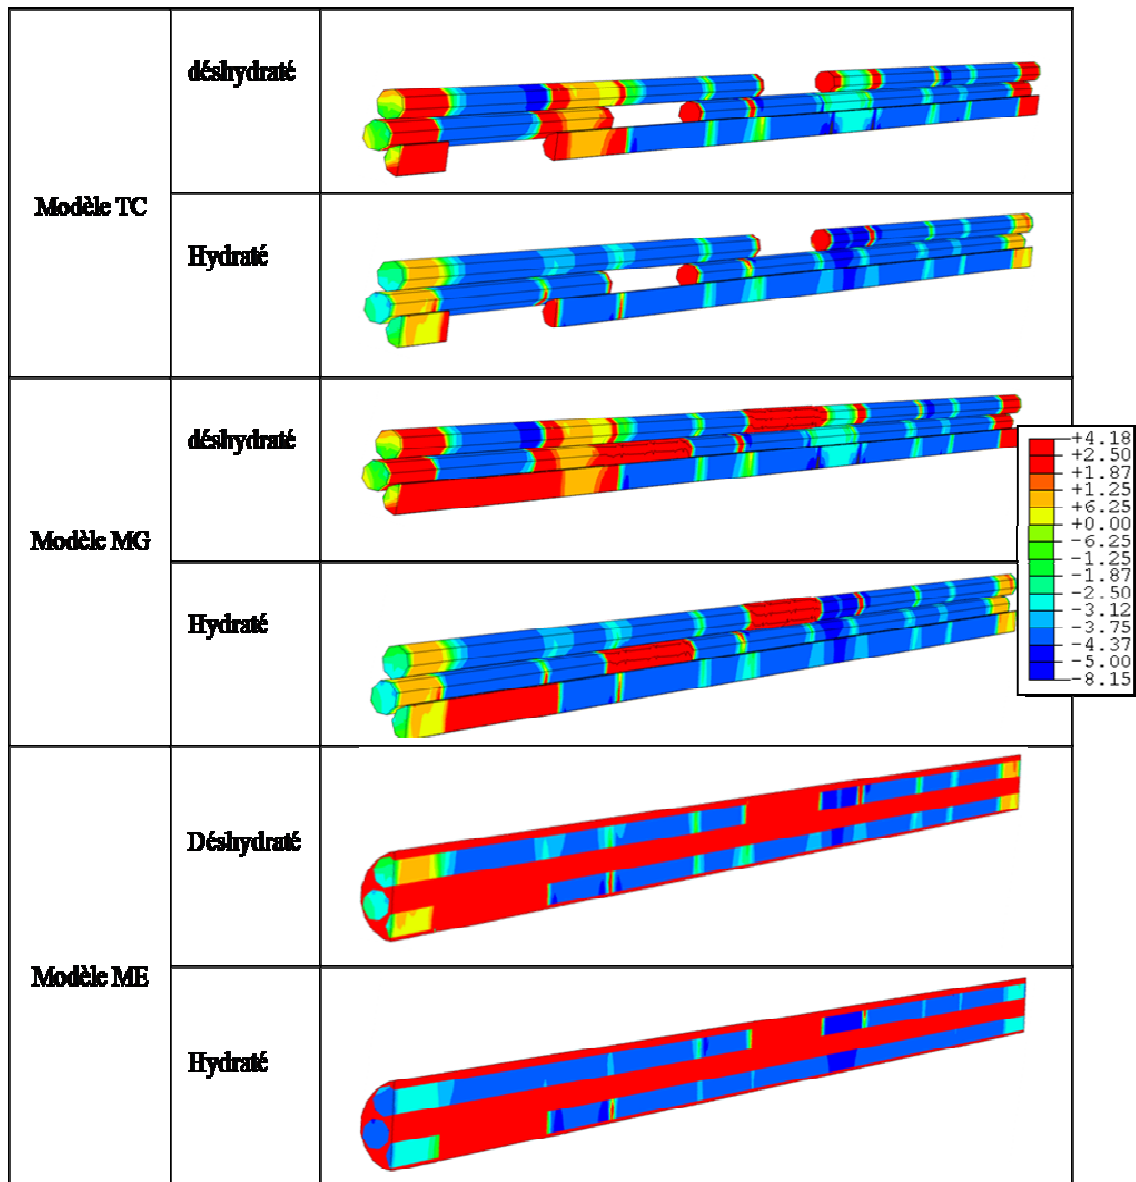 déshydraté
Modèle TC
Hydraté
déshydraté
Modèle MG
Hydraté
+4.18
+2.50
+1.87
+1.25
+6.25
+0.00
-6.25
-1.25
-1.87
-2.50
-3.12
-3.75
-4.37
-5.00
-8.15
Déshydraté
Modèle ME
Hydraté